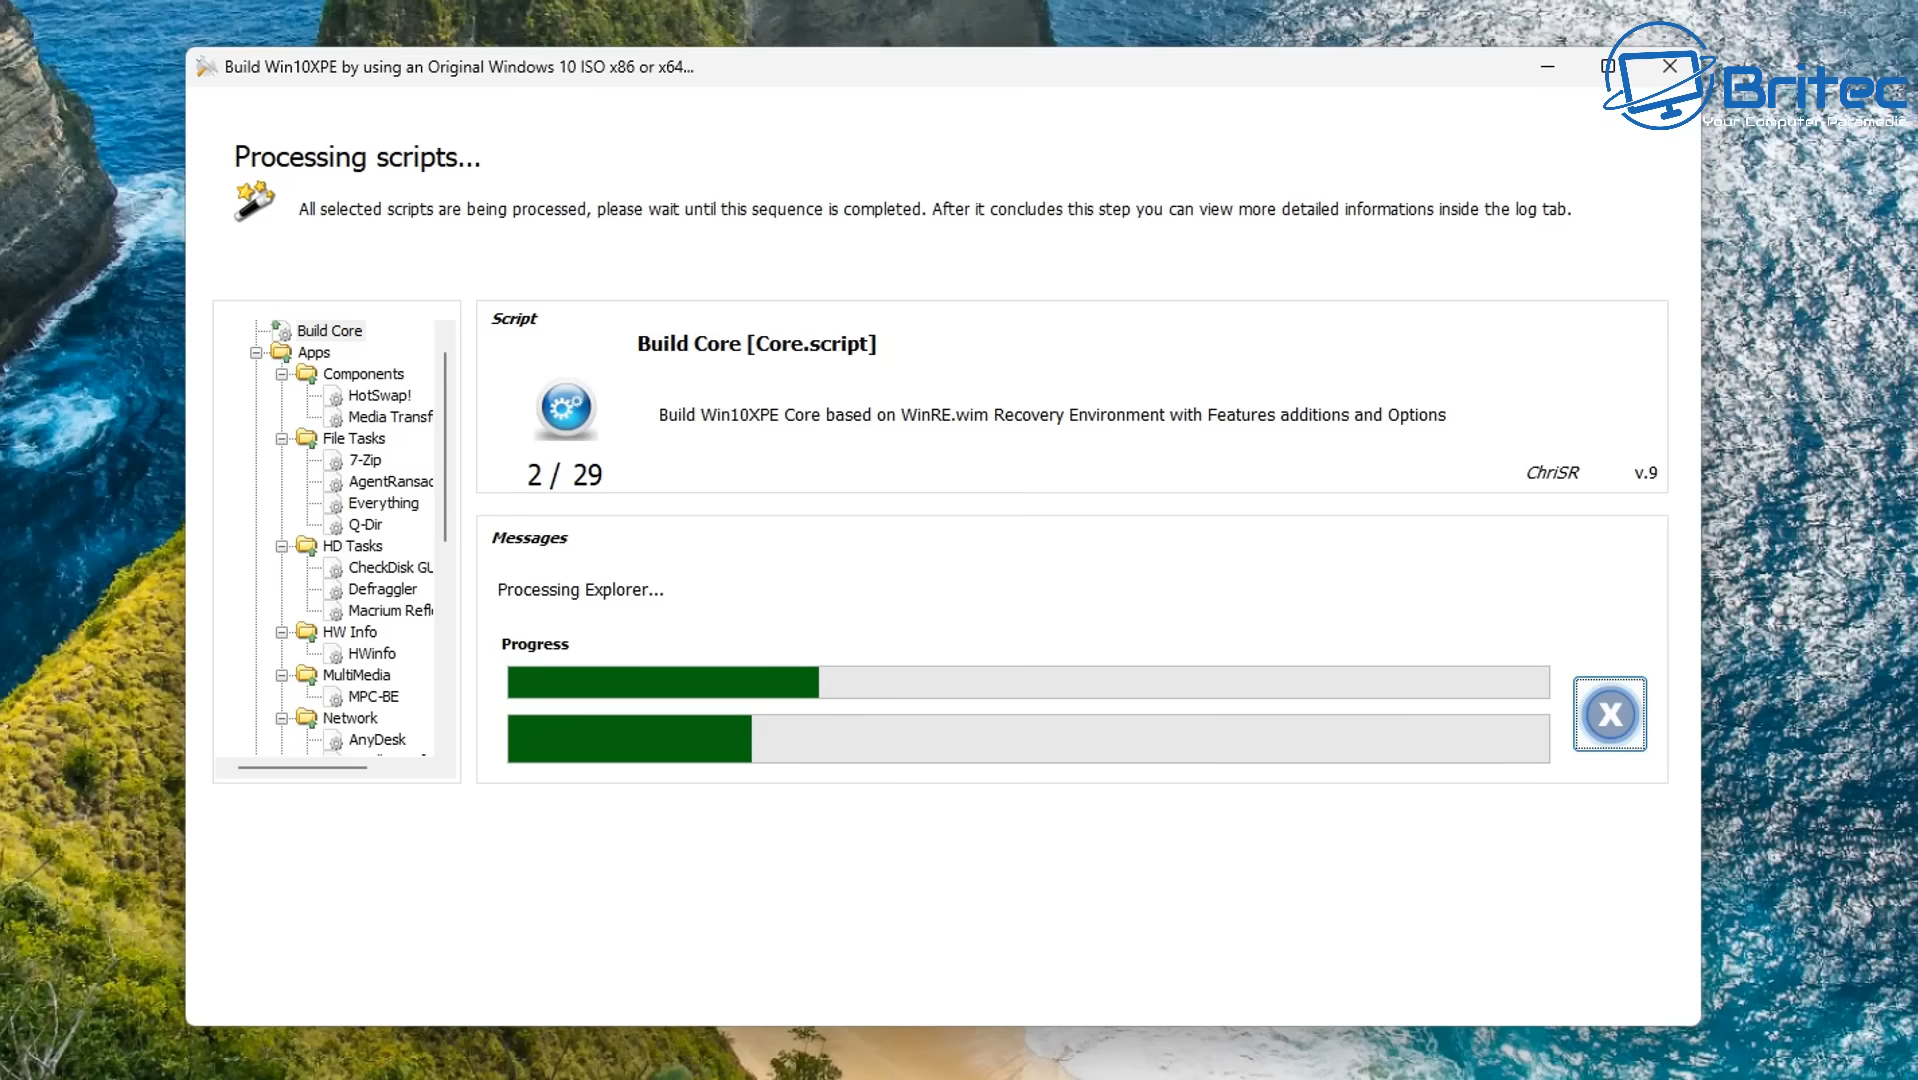 Build Win10XPE by using an Original Windows 10 ISO x86 or x64...
Britec
Your Computer Paramedic
Processing scripts...
All selected scripts are being processed, please wait until this sequence is completed. After it concludes this step you can view more detailed informations inside the log tab.
Build Core
Apps
Components
HotSwap!
Media Transf
File Tasks
7-Zip
AgentRansac
Everything
Q-Dir
HD Tasks
CheckDisk GU
Defraggler
Macrium Refl
HW Info
HWinfo
MultiMedia
MPC-BE
Network
AnyDesk
Script
Build Core [Core.script]
Build Win10XPE Core based on WinRE.wim Recovery Environment with Features additions and Options
2 / 29
ChriSR v.9
Messages
Processing Explorer...
Progress
X